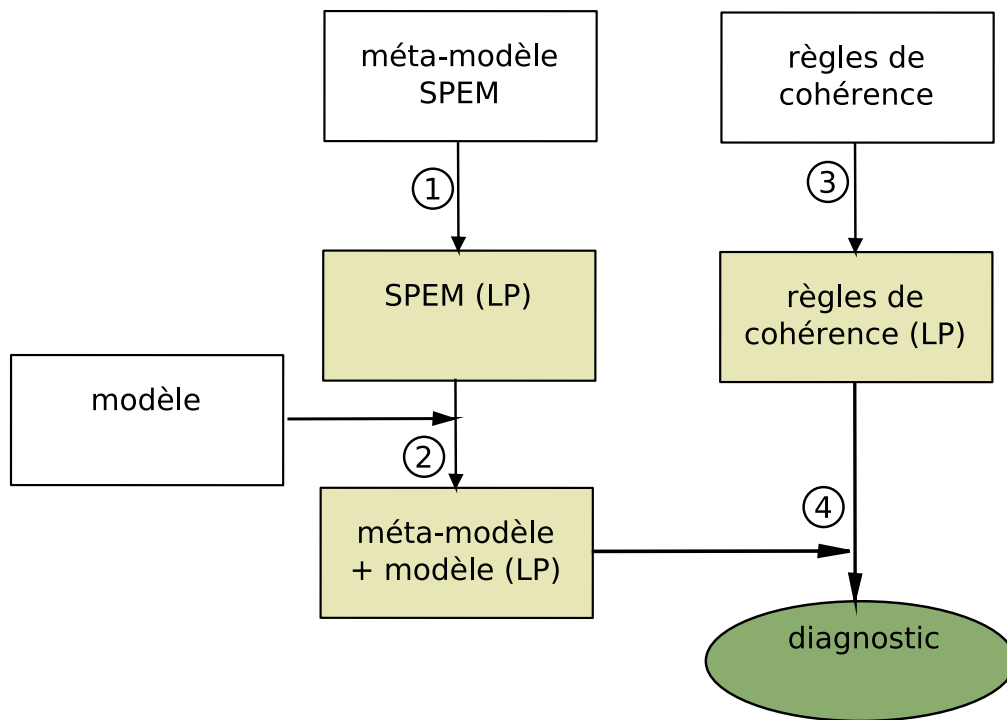 méta-modèle
SPEM
règles de
cohérence
1
3
SPEM (LP)
règles de
cohérence (LP)
modèle
2
méta-modèle
+ modèle (LP)
4
diagnostic